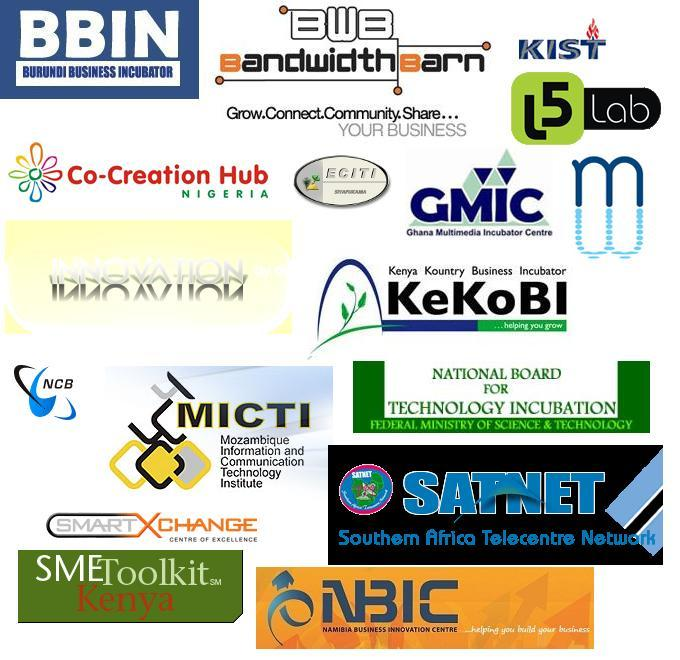 BBIN
BURUNDI BUSINESS INCUBATOR
BWB
BandwidthBarn
Grow.Connect.Community.Share...
YOUR BUSINESS
KIST
5 Lab
Co-Creation Hub
NIGERIA
ECITI
GMIC
Ghana Multimedia Incubator Centre
INNOVATION
Kenya Kountry Business Incubator
KeKoBI
...helping you grow
NCB
MICTI
Mozambique
Information and
Communication
Technology
Institute
NATIONAL BOARD
FOR
TECHNOLOGY INCUBATION
FEDERAL MINISTRY OF SCIENCE & TECHNOLOGY
SATNET
SATNET
Southern Africa Telecentre Network
SMARTXCHANGE
CENTRE OF EXCELLENCE
SMEToolkit SM
Kenya
NBIC
NAMIBIA BUSINESS INNOVATION CENTRE
...helping you build your business